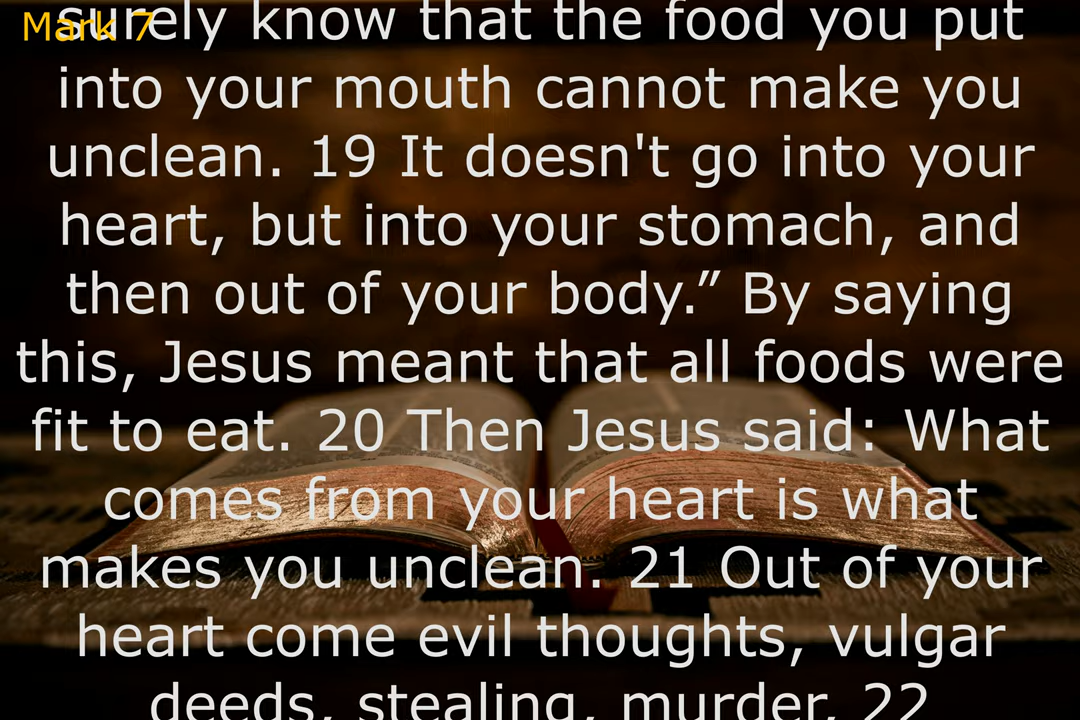 Mark 7
surely know that the food you put
into your mouth cannot make you
unclean. 19 It doesn't go into your
heart, but into your stomach, and
then out of your body.” By saying
this, Jesus meant that all foods were
fit to eat. 20 Then Jesus said: What
comes from your heart is what
makes you unclean. 21 Out of your
heart come evil thoughts, vulgar
deeds, stealing, murder, 22